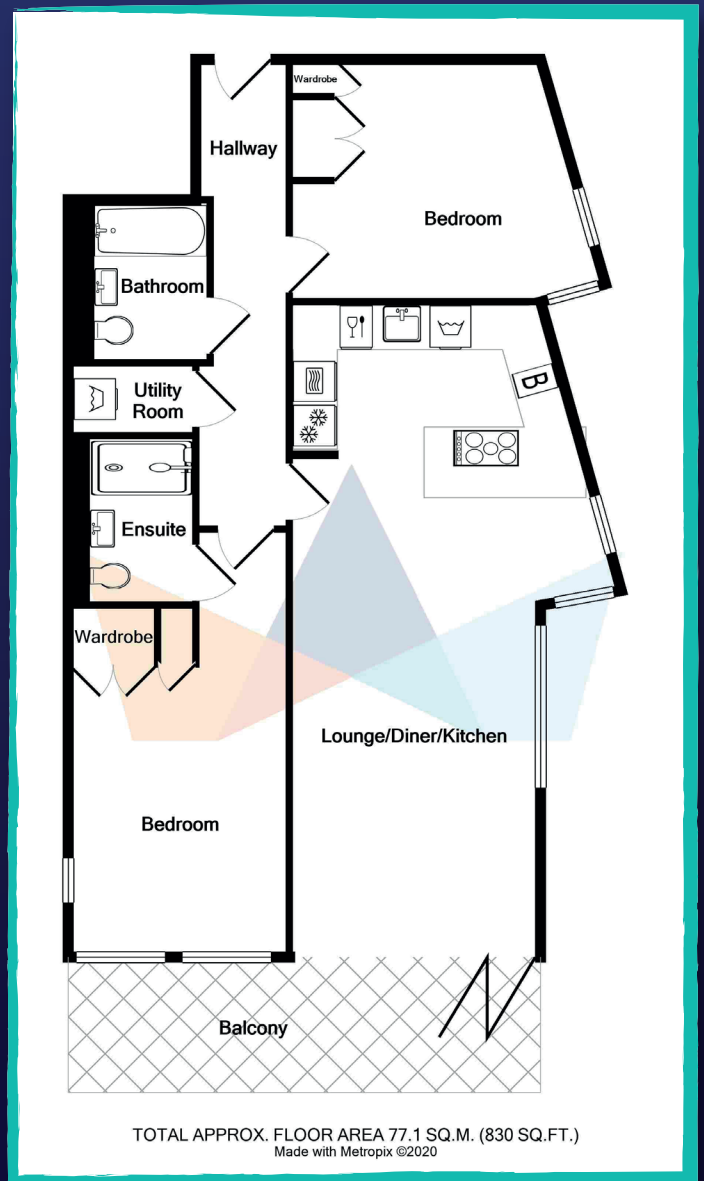 Wardrobe
Hallway
Bedroom
Bathroom
Utility
Room
B
Ensuite
Wardrobe
Lounge/Diner/Kitchen
Bedroom
Balcony
TOTAL APPROX. FLOOR AREA 77.1 SQ.M. (830 SQ.FT.)
Made with Metropix ©2020